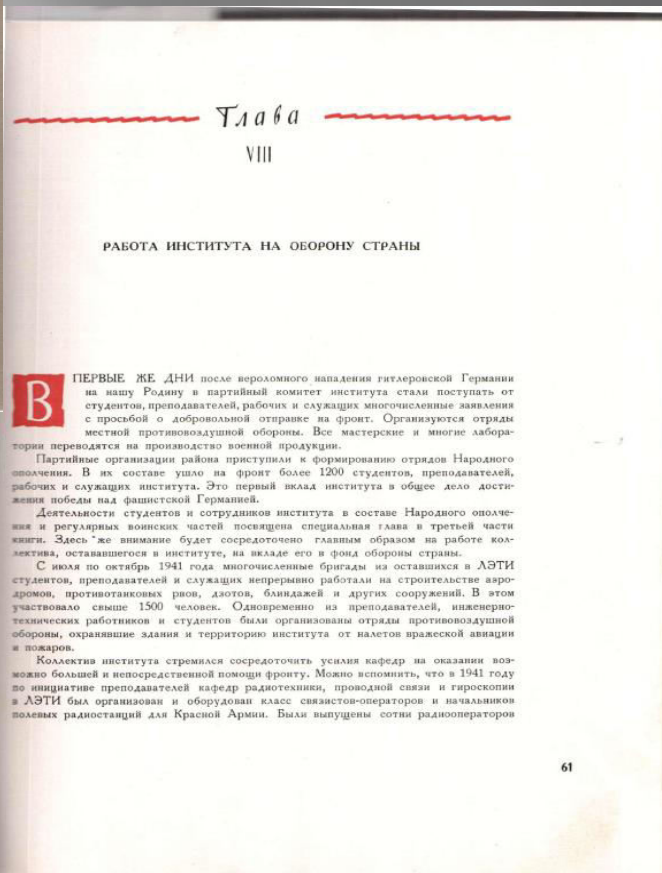 Глава
VIII
РАБОТА ИНСТИТУТА НА ОБОРОНУ СТРАНЫ
В ПЕРВЫЕ ЖЕ ДНИ после вероломного нападения гитлеровской Германии
на нашу Родину в партийный комитет института стали поступать от
студентов, преподавателей, рабочих и служащих многочисленные заявления
с просьбой о добровольной отправке на фронт. Организуются отряды
местной противовоздушной обороны. Все мастерские и многие лабора-
тории переводятся на производство военной продукции.
Партийные организации района приступили к формированию отрядов Народного
ополчения. В их составе ушло на фронт более 1200 студентов, преподавателей,
рабочих и служащих института. Это первый вклад института в общее дело дости-
жения победы над фашистской Германией.
Деятельности студентов и сотрудников института в составе Народного ополче-
ния и регулярных воинских частей посвящена специальная глава в третьей части
книги. Здесь же внимание будет сосредоточено главным образом на работе кол-
лектива, остававшегося в институте, на вкладе его в фонд обороны страны.
С июля по октябрь 1941 года многочисленные бригады из оставшихся в ЛЭТИ
студентов, преподавателей и служащих непрерывно работали на строительстве аэро-
дромов, противотанковых рвов, дзотов, блиндажей и других сооружений. В этом
участвовало свыше 1500 человек. Одновременно из преподавателей, инженерно-
технических работников и студентов были организованы отряды противовоздушной
обороны, охранявшие здания и территорию института от налетов вражеской авиации
и пожаров.
Коллектив института стремился сосредоточить усилия кафедр на оказании воз-
можно большей и непосредственной помощи фронту. Можно вспомнить, что в 1941 году
по инициативе преподавателей кафедр радиотехники, проводной связи и гироскопии
в ЛЭТИ был организован и оборудован класс связистов-операторов и начальников
полевых радиостанций для Красной Армии. Были выпущены сотни радиооператоров
61